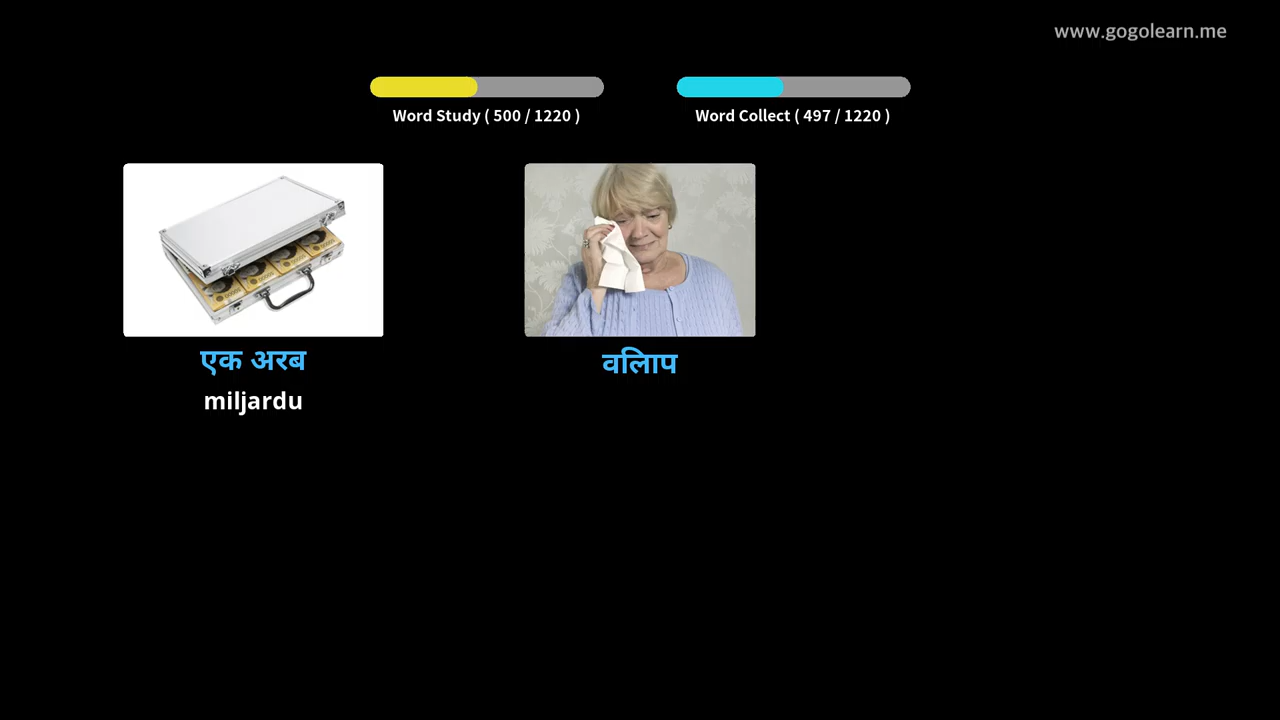 www.gogolearn.me
Word Study ( 500 / 1220 )
Word Collect ( 497 / 1220 )
एक अरब
विलाप
miljardu